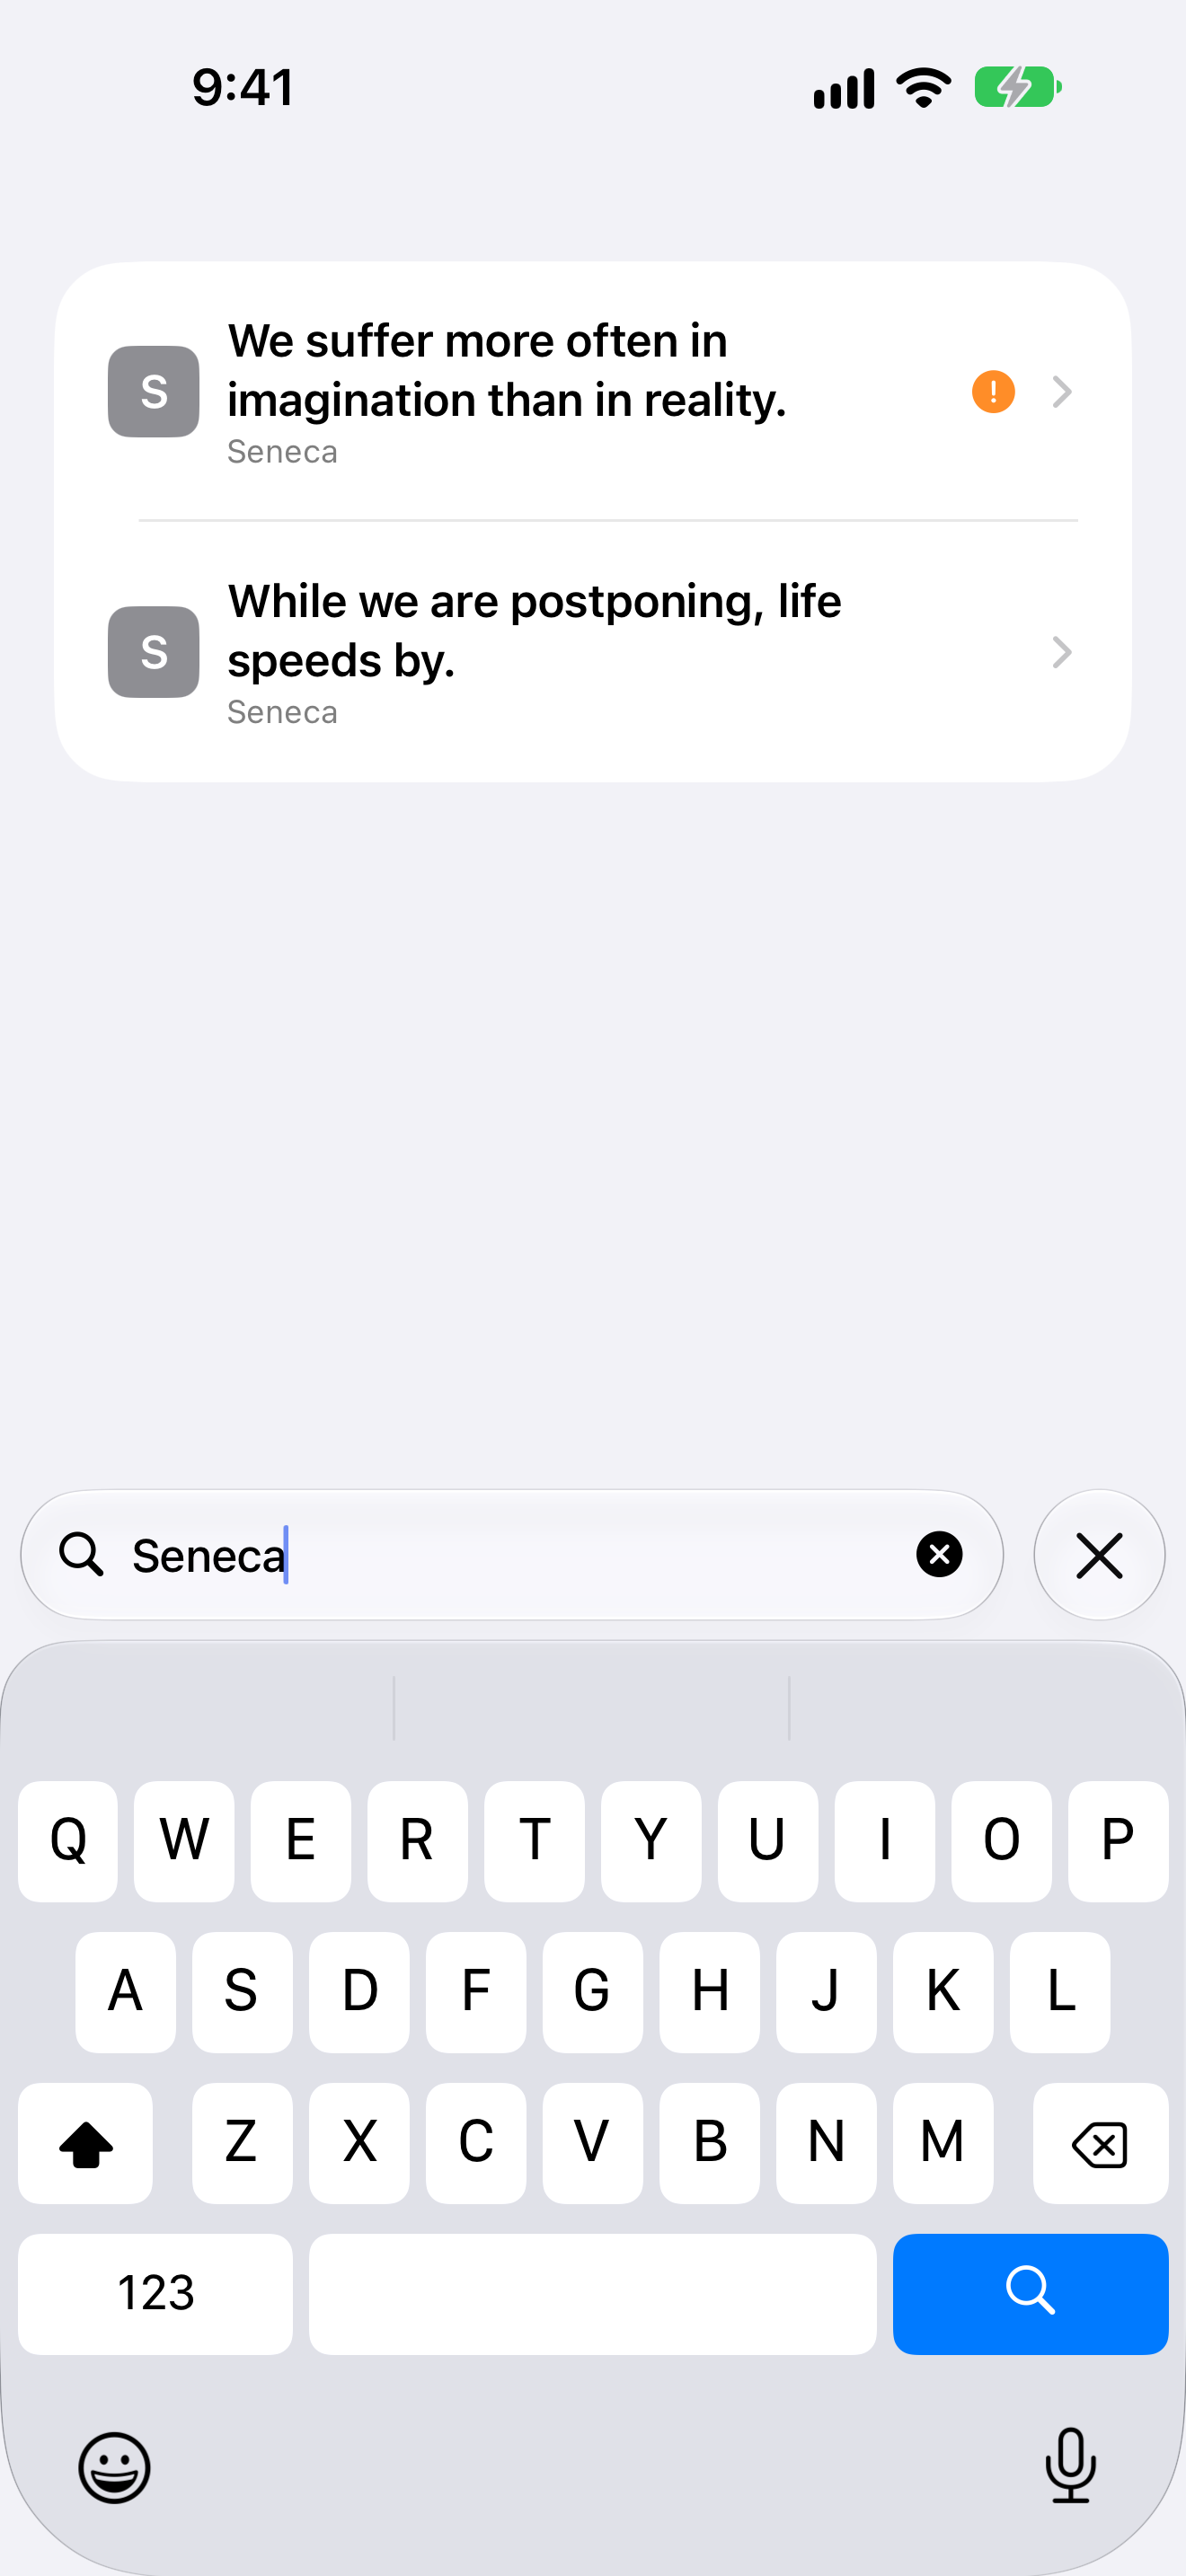 9:41
S
We suffer more often in
imagination than in reality.
Seneca
S
While we are postponing, life
speeds by.
Seneca
Seneca
Q W E R T Y U I O P
A S D F G H J K L
Z X C V B N M
123